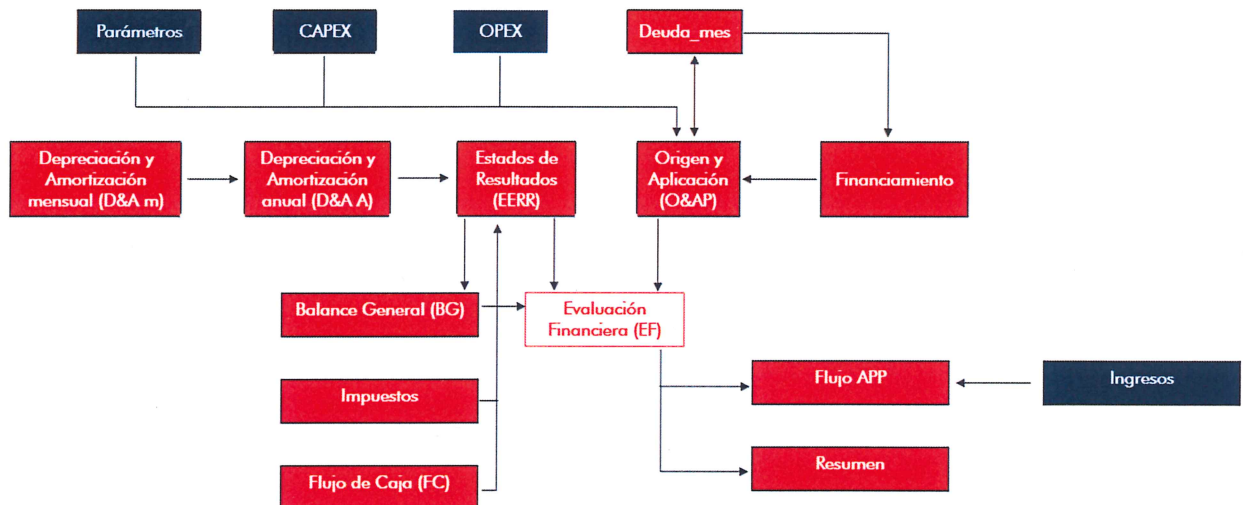 Parámetros
CAPEX
OPEX
Deuda_mes
Depreciación y
Amortización
mensual (D&A m)
Depreciación y
Amortización
anual (D&A A)
Estados de
Resultados
(EERR)
Origen y
Aplicación
(O&AP)
Financiamiento
Balance General (BG)
Evaluación
Financiera (EF)
Impuestos
Flujo APP
Ingresos
Flujo de Caja (FC)
Resumen